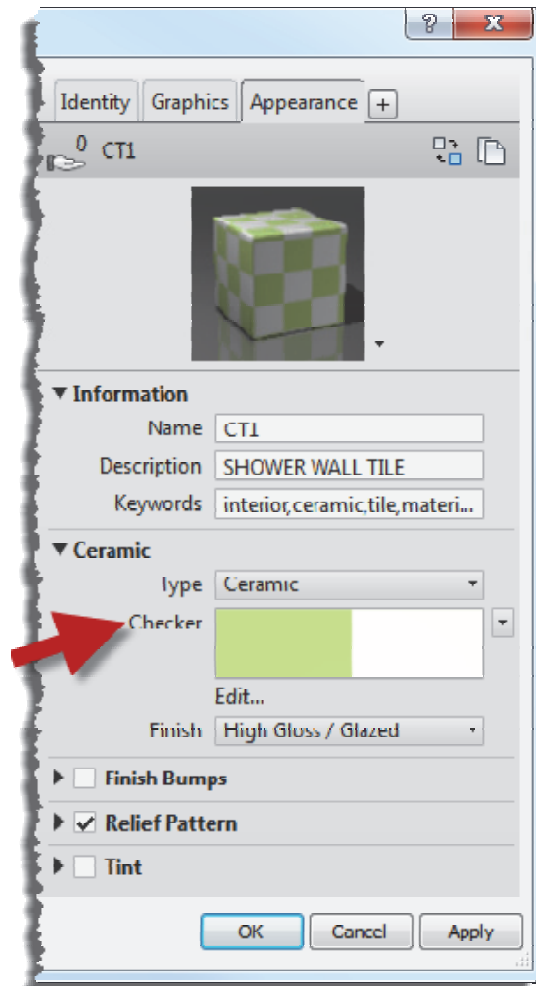 Identity Graphics Appearance +
0 CT1
Information
Name CT1
Description SHOWER WALL TILE
Keywords interior,ceramic,tile,materi...
Ceramic
Type Ceramic
Checker
Edit...
Finish High Gloss / Glazed
Finish Bumps
Relief Pattern
Tint
OK Cancel Apply